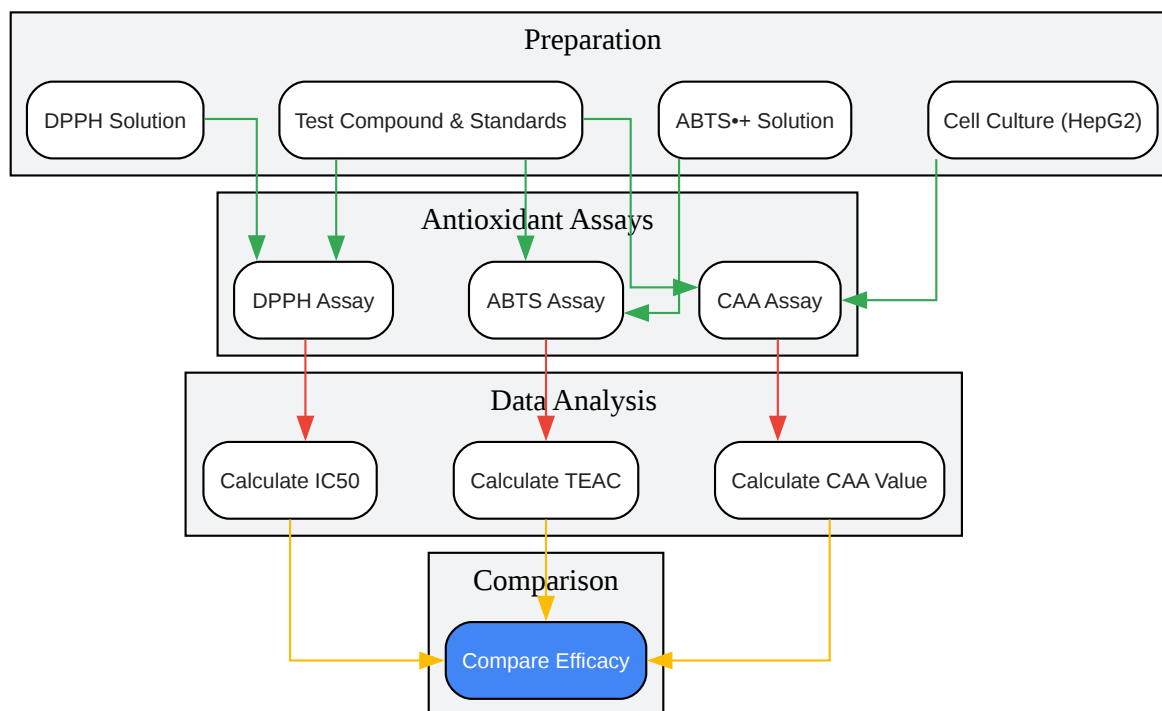 Preparation
DPPH Solution
Test Compound & Standards
ABTS•+ Solution
Cell Culture (HepG2)
Antioxidant Assays
DPPH Assay
ABTS Assay
CAA Assay
Data Analysis
Calculate IC50
Calculate TEAC
Calculate CAA Value
Comparison
Compare Efficacy